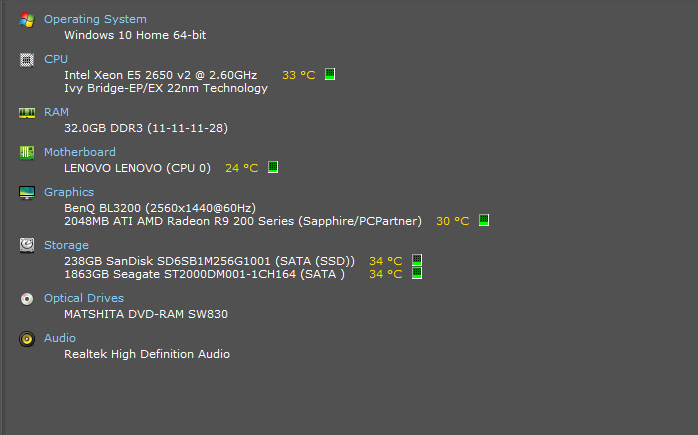 Operating System
Windows 10 Home 64-bit
CPU
Intel Xeon E5 2650 v2 @ 2.60GHz 33 °C
Ivy Bridge-EP/EX 22nm Technology
RAM
32.0GB DDR3 (11-11-11-28)
Motherboard
LENOVO LENOVO (CPU 0) 24 °C
Graphics
BenQ BL3200 (2560x1440@60Hz)
2048MB ATI AMD Radeon R9 200 Series (Sapphire/PCPartner) 30 °C
Storage
238GB SanDisk SD6SB1M256G1001 (SATA (SSD)) 34 °C
1863GB Seagate ST2000DM001-1CH164 (SATA ) 34 °C
Optical Drives
MATSHITA DVD-RAM SW830
Audio
Realtek High Definition Audio